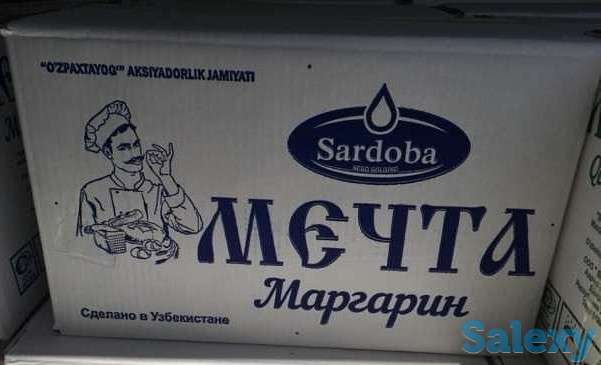 "O'ZPAXTAYOG'" AKSIYADORLIK JAMIYATI
Sardoba
МЕЧТА
Маргарин
Сделано в Узбекистане
Salexy